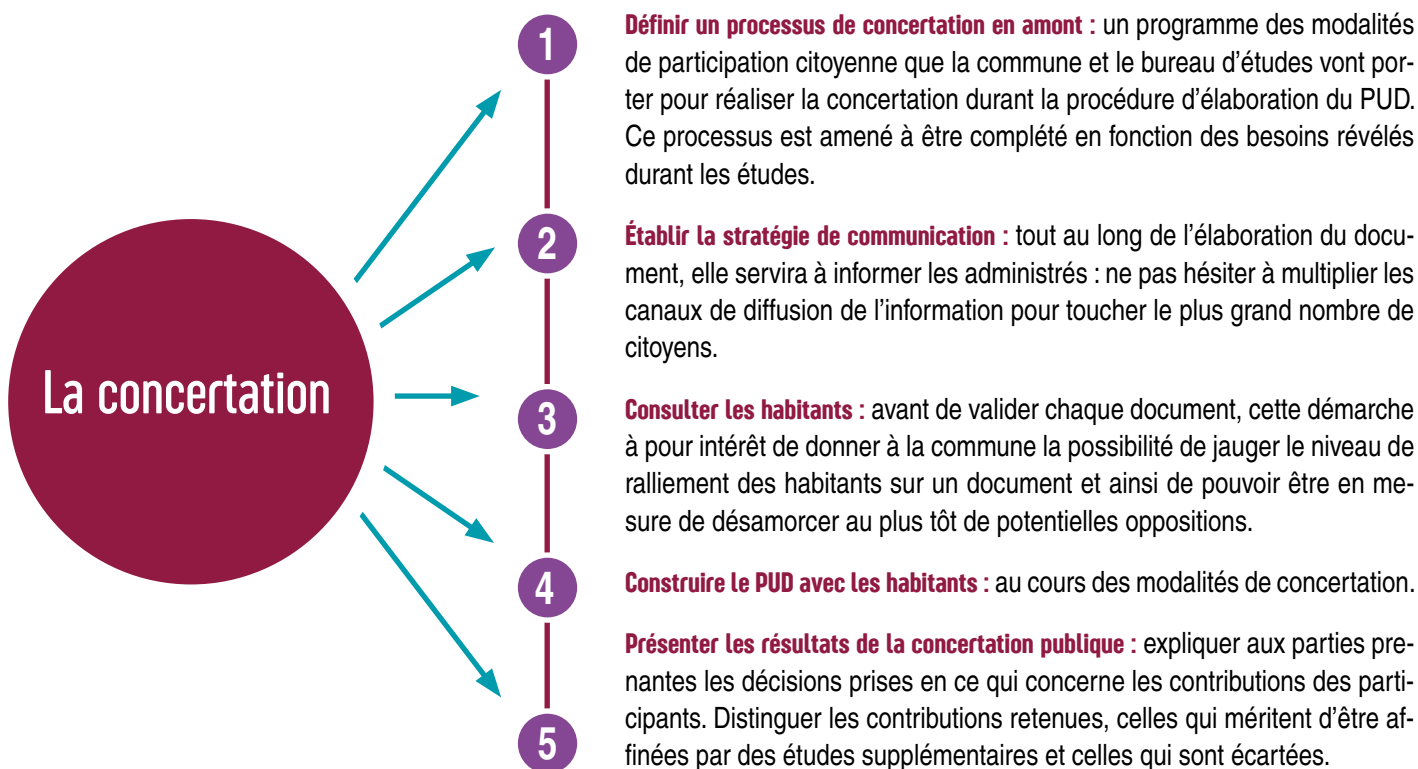 La concertation
1
Définir un processus de concertation en amont : un programme des modalités
de participation citoyenne que la commune et le bureau d'études vont por-
ter pour réaliser la concertation durant la procédure d'élaboration du PUD.
Ce processus est amené à être complété en fonction des besoins révélés
durant les études.
2
Établir la stratégie de communication : tout au long de l'élaboration du docu-
ment, elle servira à informer les administrés : ne pas hésiter à multiplier les
canaux de diffusion de l'information pour toucher le plus grand nombre de
citoyens.
3
Consulter les habitants : avant de valider chaque document, cette démarche
à pour intérêt de donner à la commune la possibilité de jauger le niveau de
ralliement des habitants sur un document et ainsi de pouvoir être en me-
sure de désamorcer au plus tôt de potentielles oppositions.
4
Construire le PUD avec les habitants : au cours des modalités de concertation.
5
Présenter les résultats de la concertation publique : expliquer aux parties pre-
nantes les décisions prises en ce qui concerne les contributions des parti-
cipants. Distinguer les contributions retenues, celles qui méritent d'être af-
finées par des études supplémentaires et celles qui sont écartées.